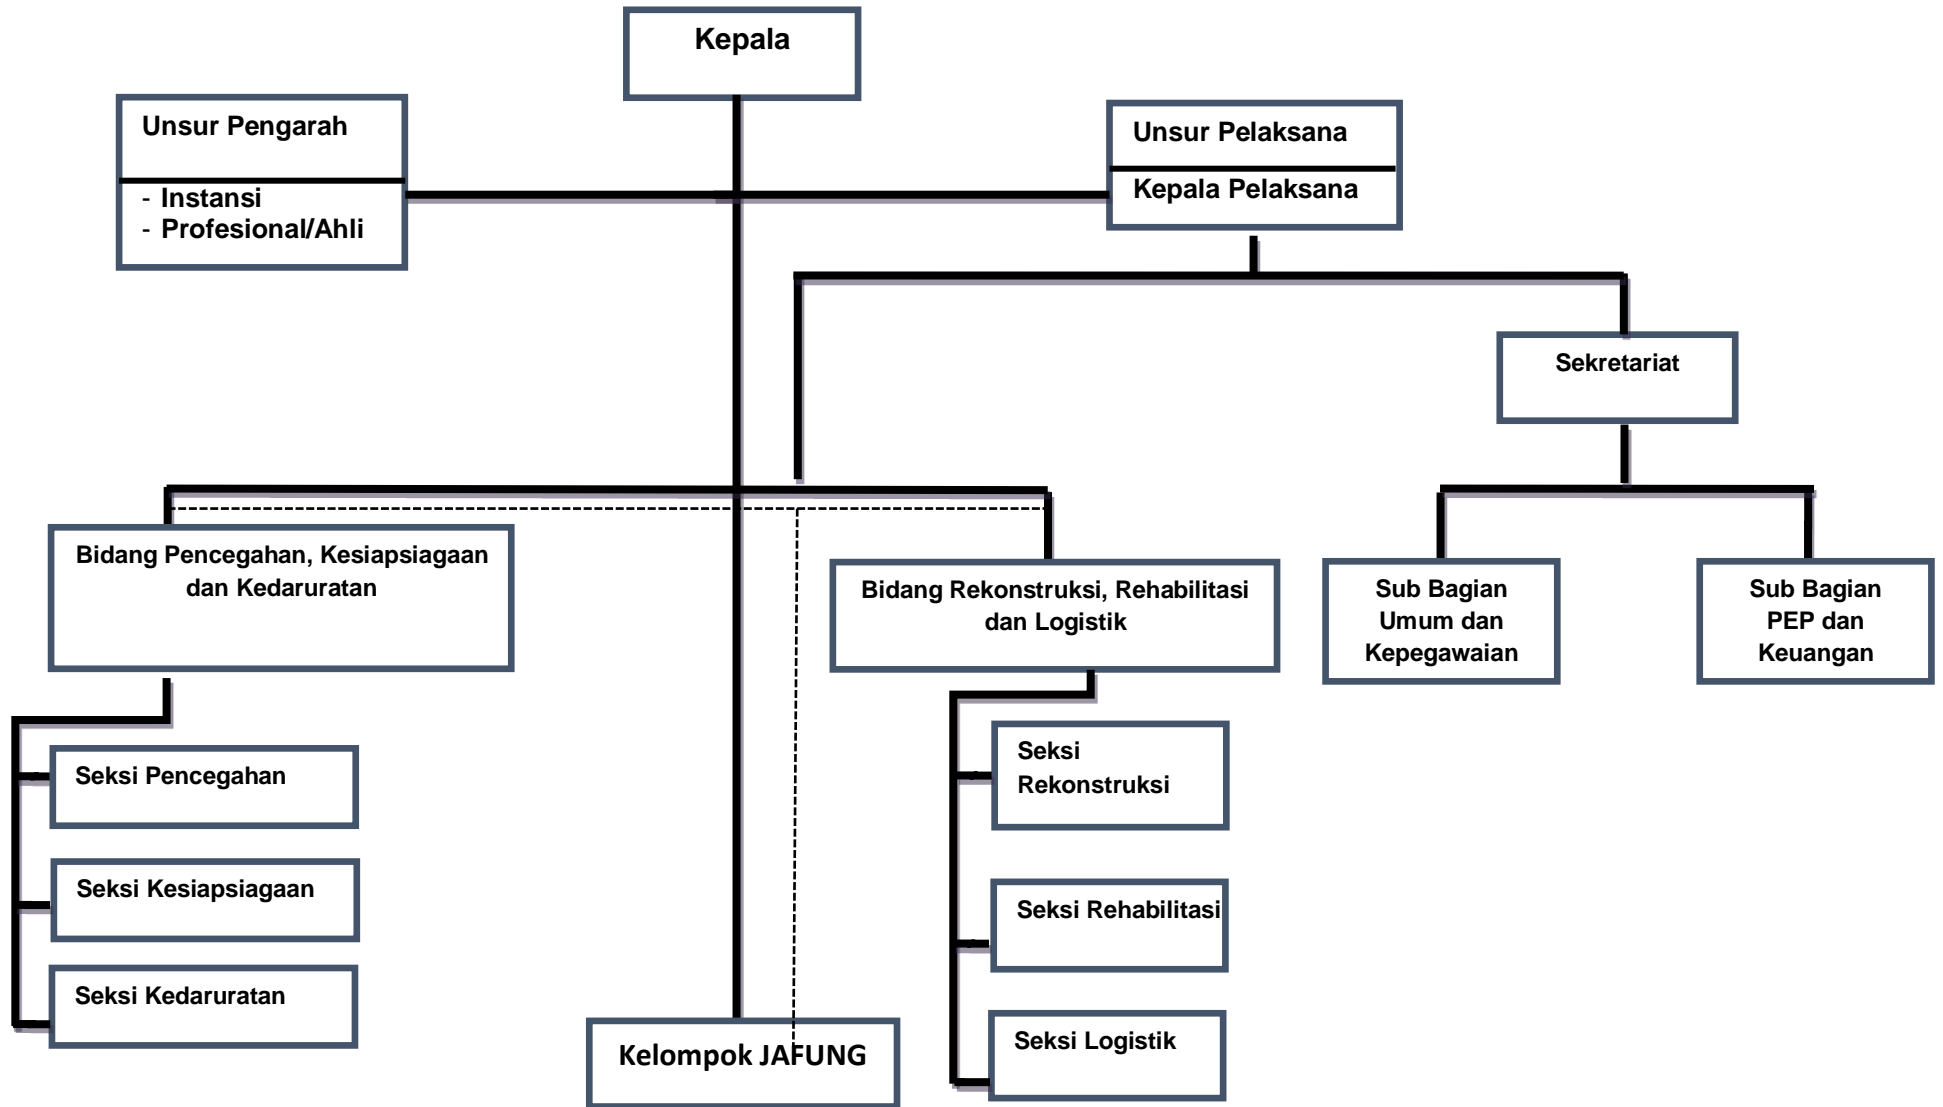 Kepala
Unsur Pengarah
- Instansi
- Profesional/Ahli
Unsur Pelaksana
Kepala Pelaksana
Sekretariat
Bidang Pencegahan, Kesiapsiagaan
dan Kedaruratan
Bidang Rekonstruksi, Rehabilitasi
dan Logistik
Sub Bagian
Umum dan
Kepegawaian
Sub Bagian
PEP dan
Keuangan
Seksi Pencegahan
Seksi Kesiapsiagaan
Seksi Kedaruratan
Seksi
Rekonstruksi
Seksi Rehabilitasi
Seksi Logistik
Kelompok JAFUNG